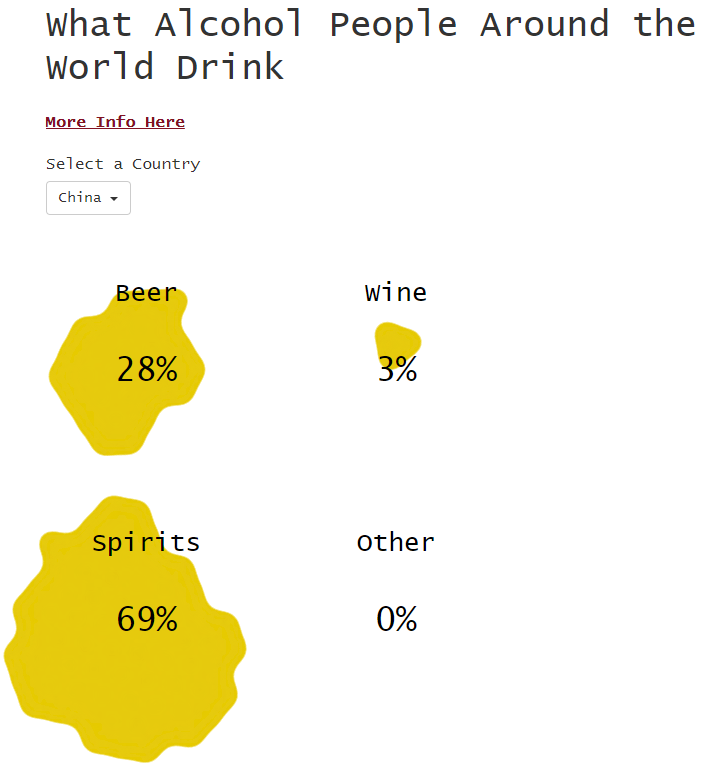 What Alcohol People Around the
World Drink
More Info Here
Select a Country
China
Beer
Wine
28%
3%
Spirits
Other
69%
0%